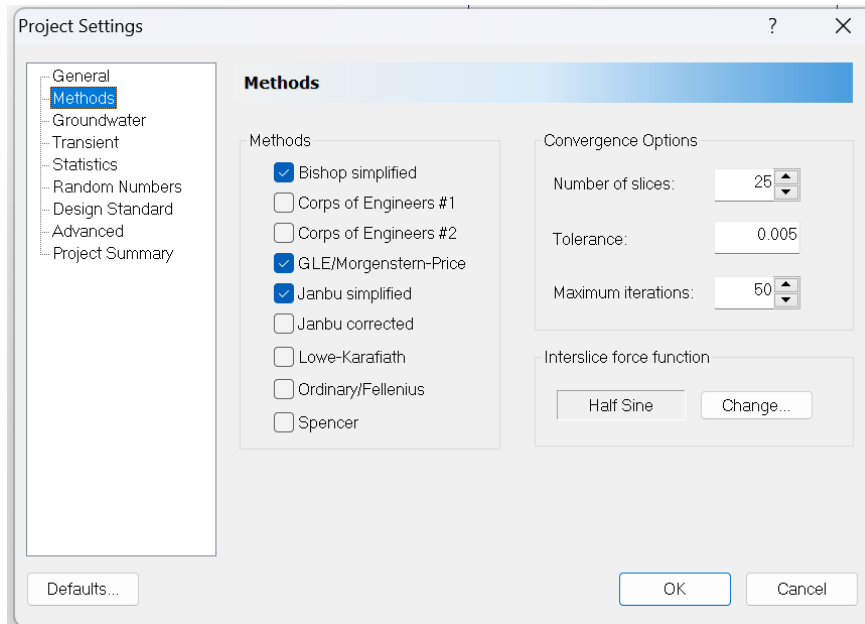 Project Settings
?
General
Methods
Groundwater
Transient
Statistics
Random Numbers
Design Standard
Advanced
Project Summary
Methods
Methods
Bishop simplified
Corps of Engineers #1
Corps of Engineers #2
GLE/Morgenstern-Price
Janbu simplified
Janbu corrected
Lowe-Karafiath
Ordinary/Fellenius
Spencer
Convergence Options
Number of slices: 25
Tolerance: 0.005
Maximum iterations: 50
Interslice force function
Half Sine Change...
Defaults... OK Cancel